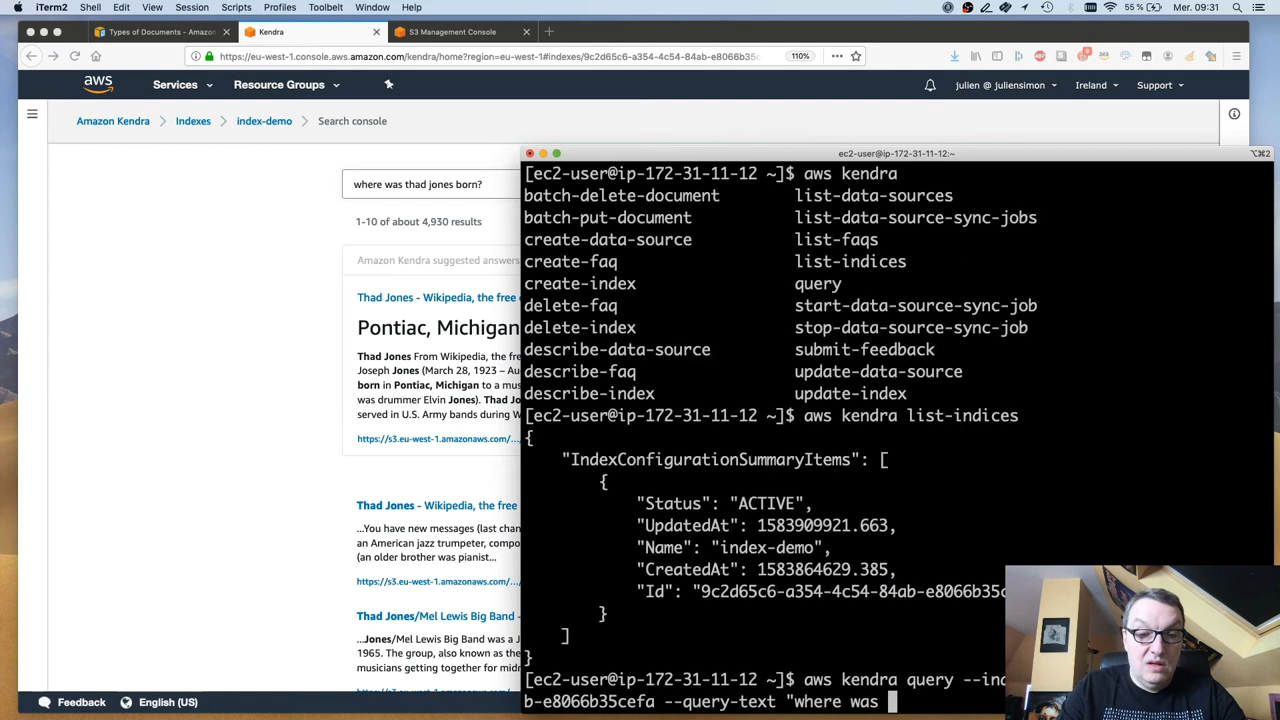 iTerm2 Shell Edit View Session Scripts Profiles Toolbelt Window Help 55 % Mer. 09:31
Types of Documents - Amazon
Kendra
S3 Management Console
https://eu-west-1.console.aws.amazon.com/kendra/home?region=eu-west-1#indexes/9c2d65c6-a354-4c54-84ab-e8066b35c 110%
aws Services Resource Groups julien @ juliensimon Ireland Support
Amazon Kendra Indexes index-demo Search console
ec2-user@ip-172-31-11-12:~ ⌥⌘2
where was thad jones born?
1-10 of about 4,930 results
Amazon Kendra suggested answers
Thad Jones - Wikipedia, the free
Pontiac, Michigan
Thad Jones From Wikipedia, the fre
Joseph Jones (March 28, 1923 – Au
born in Pontiac, Michigan to a mus
was drummer Elvin Jones). Thad J
served in U.S. Army bands during W
https://s3.eu-west-1.amazonaws.com/.../
Thad Jones - Wikipedia, the free
...You have new messages (last chan
an American jazz trumpeter, compo
(an older brother was pianist...
https://s3.eu-west-1.amazonaws.com/.../
Thad Jones/Mel Lewis Big Band -
...Jones/Mel Lewis Big Band was a J
1965. The group, also known as the
musicians getting together for midn
Feedback English (US)
[ec2-user@ip-172-31-11-12 ~]$ aws kendra
batch-delete-document list-data-sources
batch-put-document list-data-source-sync-jobs
create-data-source list-faqs
create-faq list-indices
create-index query
delete-faq start-data-source-sync-job
delete-index stop-data-source-sync-job
describe-data-source submit-feedback
describe-faq update-data-source
describe-index update-index
[ec2-user@ip-172-31-11-12 ~]$ aws kendra list-indices
{
"IndexConfigurationSummaryItems": [
{
"Status": "ACTIVE",
"UpdatedAt": 1583909921.663,
"Name": "index-demo",
"CreatedAt": 1583864629.385,
"Id": "9c2d65c6-a354-4c54-84ab-e8066b35c
}
]
}
[ec2-user@ip-172-31-11-12 ~]$ aws kendra query --ind
b-e8066b35cefa --query-text "where was